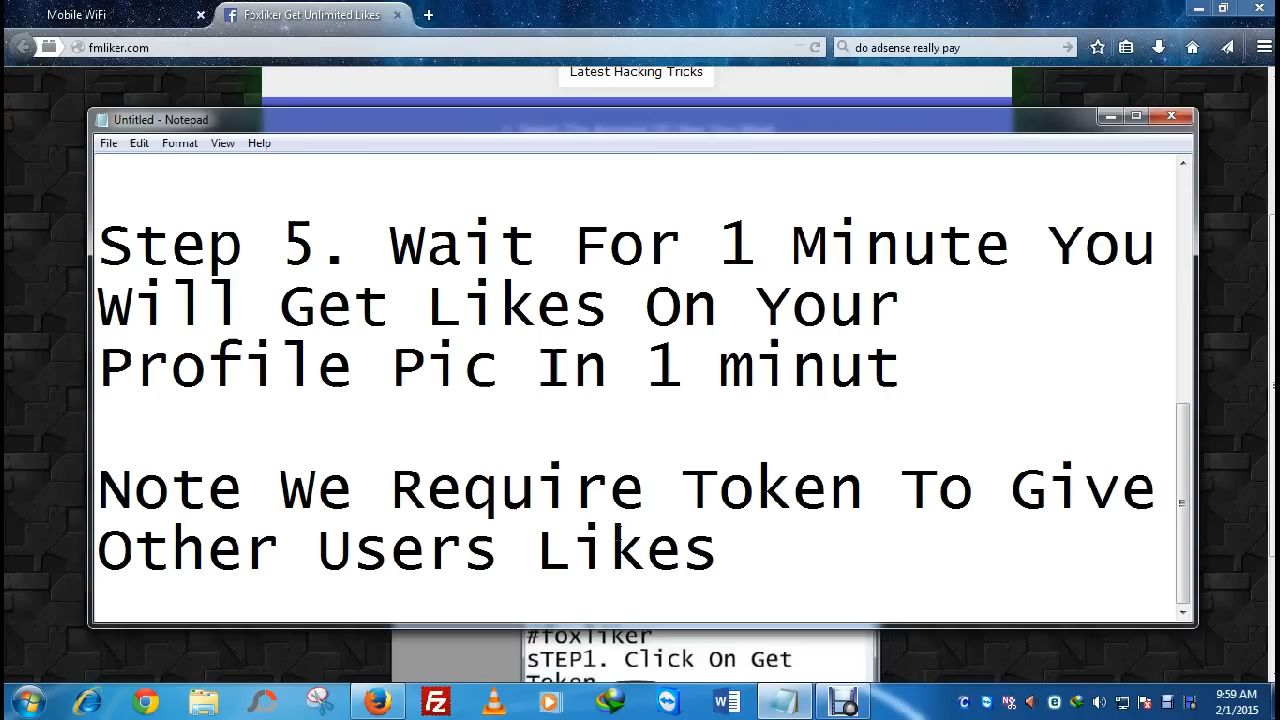 Mobile WiFi
Foxliker Get Unlimited Likes
fmliker.com
do adsense really pay
Latest Hacking Tricks
Untitled - Notepad
File Edit Format View Help
Step 5. Wait For 1 Minute You
Will Get Likes On Your
Profile Pic In 1 minut
Note We Require Token To Give
Other Users Likes
#foxliker
sTEP1. Click On Get
Token
9:59 AM
2/1/2015